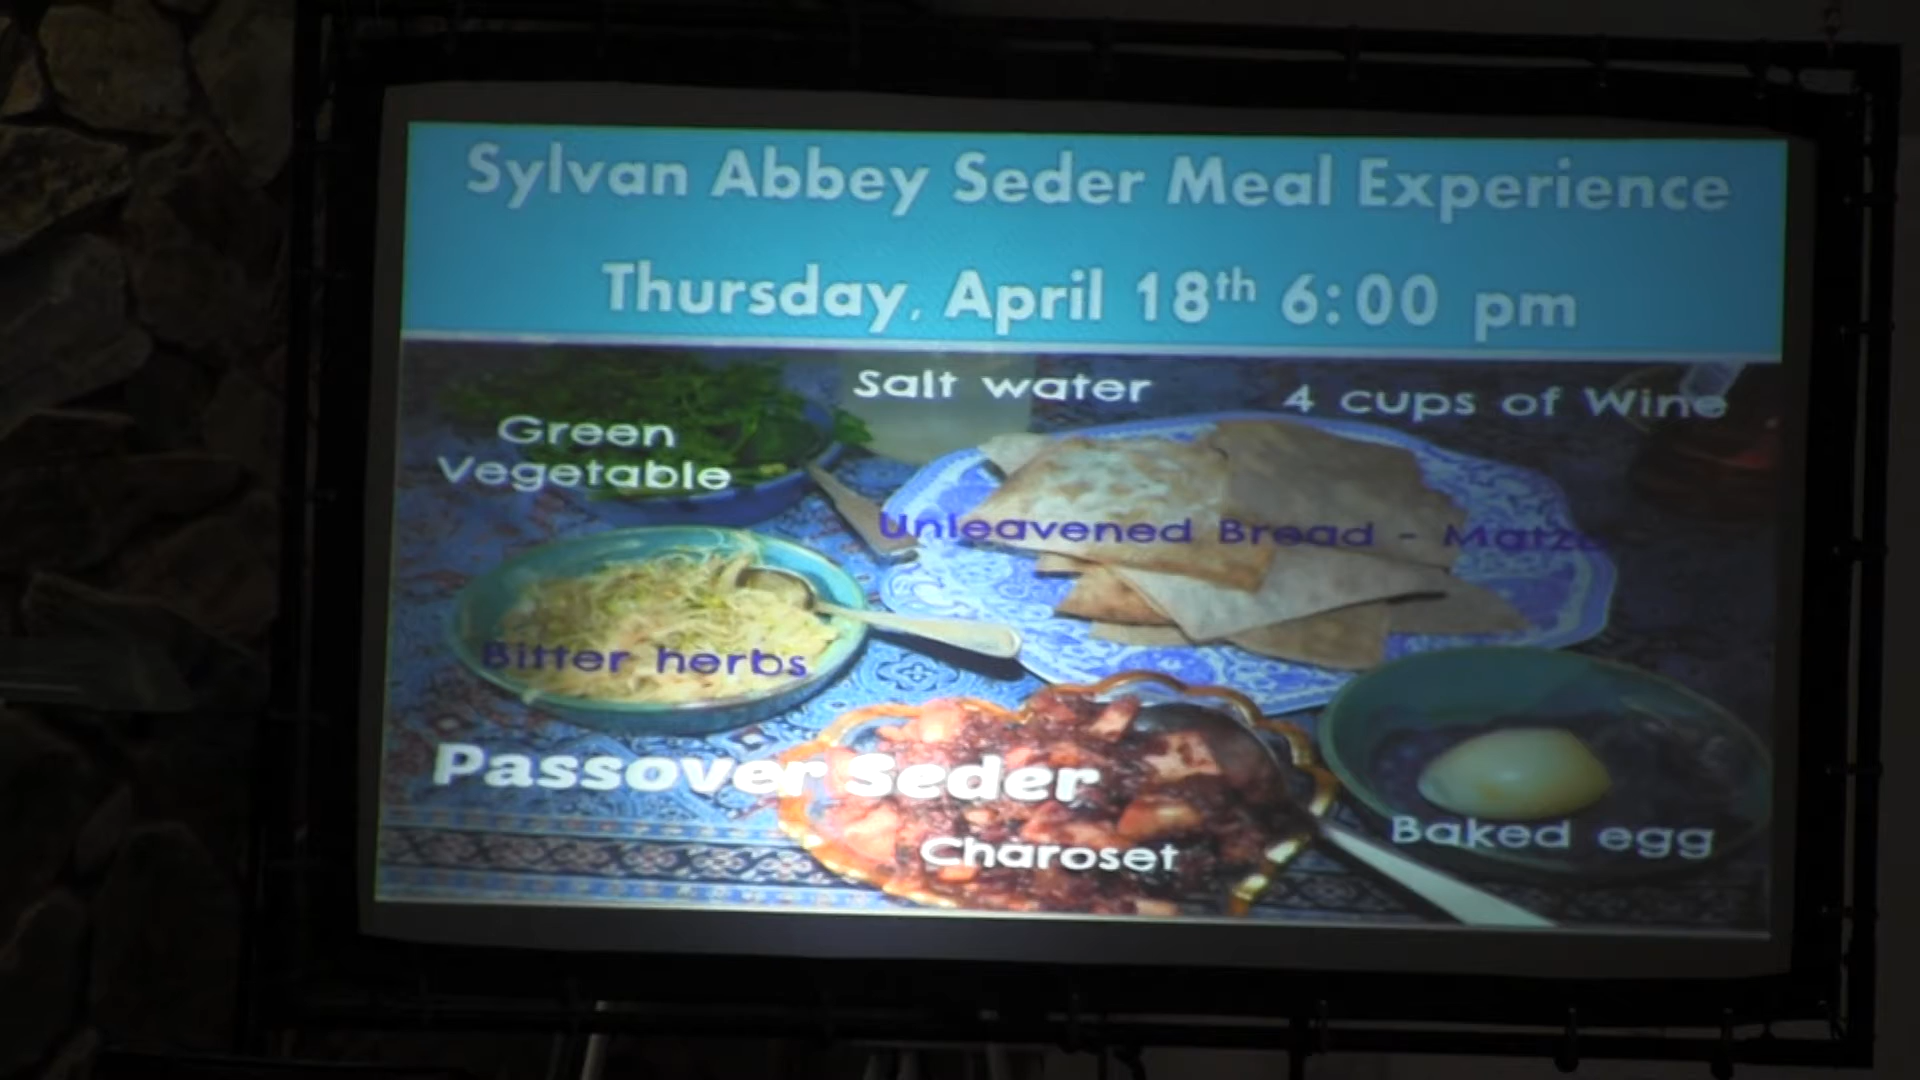 Sylvan Abbey Seder Meal Experience
Thursday, April 18th 6:00 pm
Salt water
4 cups of Wine
Green
Vegetable
Unleavened Bread - Matzo
Bitter herbs
Passover Seder
Charoset
Baked egg